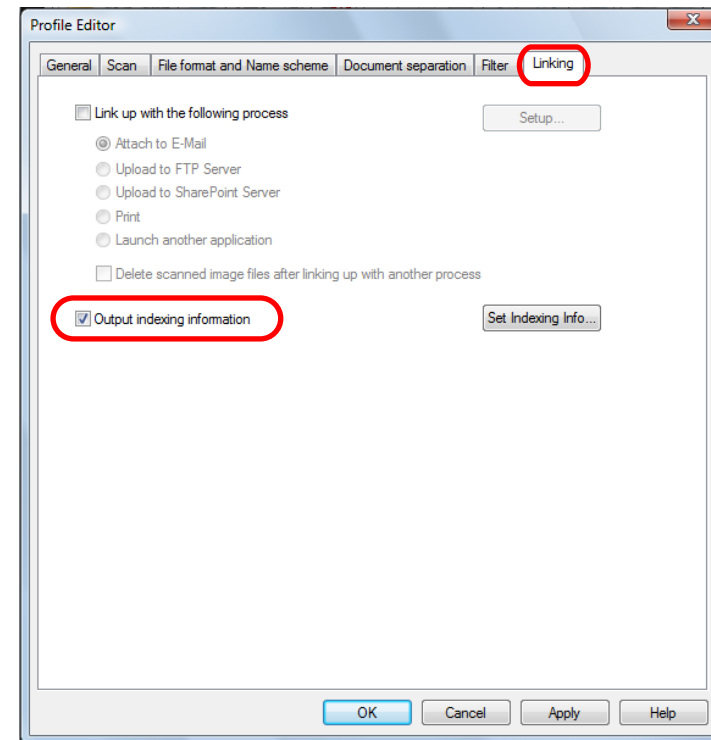 Profile Editor
General Scan File format and Name scheme Document separation Filter Linking
Link up with the following process Setup...
Attach to E-Mail
Upload to FTP Server
Upload to SharePoint Server
Print
Launch another application
Delete scanned image files after linking up with another process
Output indexing information Set Indexing Info...
OK Cancel Apply Help